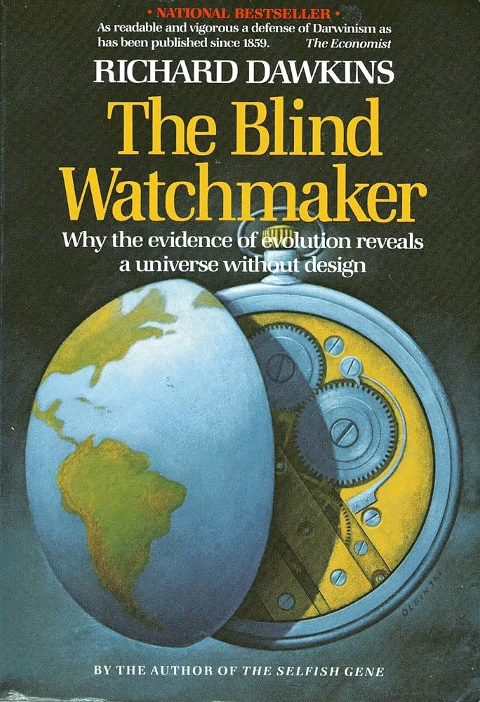 • NATIONAL BESTSELLER •
As readable and vigorous a defense of Darwinism as
has been published since 1859. The Economist
RICHARD DAWKINS
The Blind
Watchmaker
Why the evidence of evolution reveals
a universe without design
OLBINSKI
BY THE AUTHOR OF THE SELFISH GENE